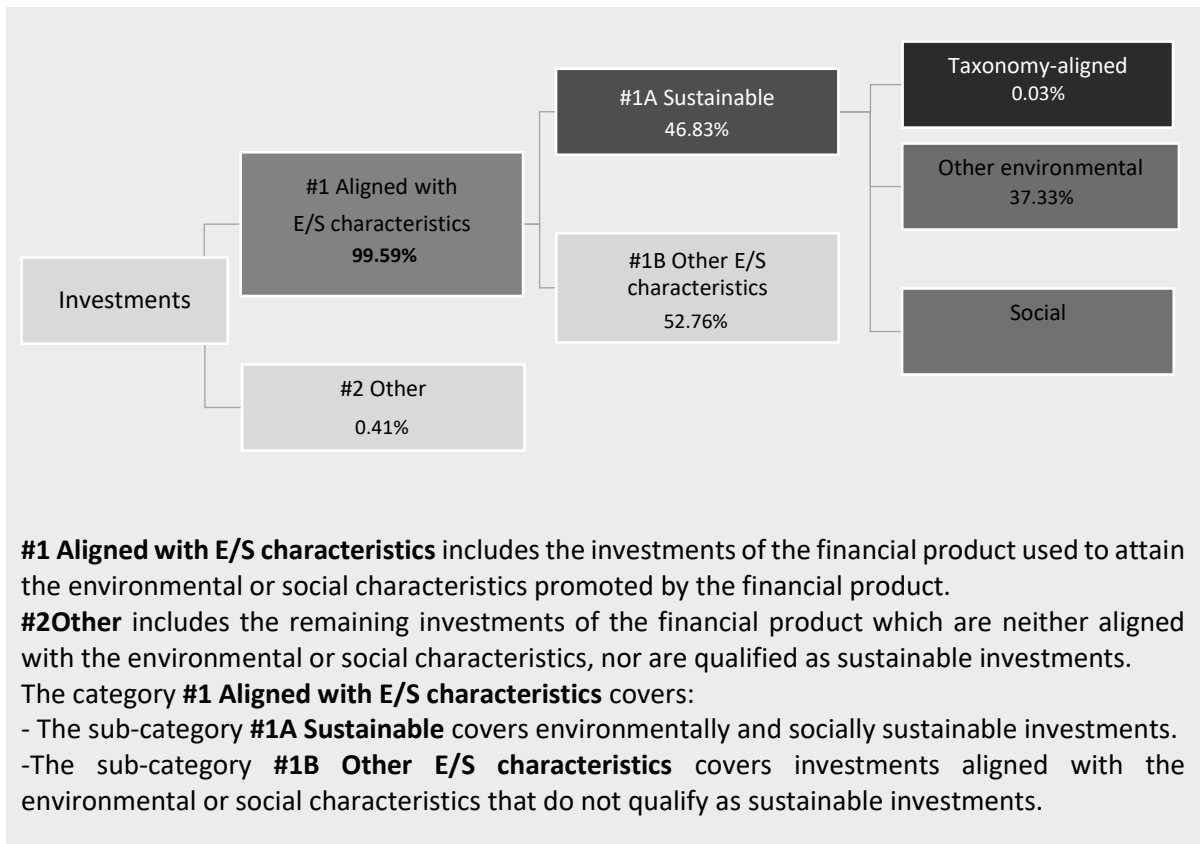 Investments
#1 Aligned with
E/S characteristics
99.59%
#2 Other
0.41%
#1A Sustainable
46.83%
#1B Other E/S
characteristics
52.76%
Taxonomy-aligned
0.03%
Other environmental
37.33%
Social
#1 Aligned with E/S characteristics includes the investments of the financial product used to attain
the environmental or social characteristics promoted by the financial product.
#2Other includes the remaining investments of the financial product which are neither aligned
with the environmental or social characteristics, nor are qualified as sustainable investments.
The category #1 Aligned with E/S characteristics covers:
- The sub-category #1A Sustainable covers environmentally and socially sustainable investments.
-The sub-category #1B Other E/S characteristics covers investments aligned with the
environmental or social characteristics that do not qualify as sustainable investments.